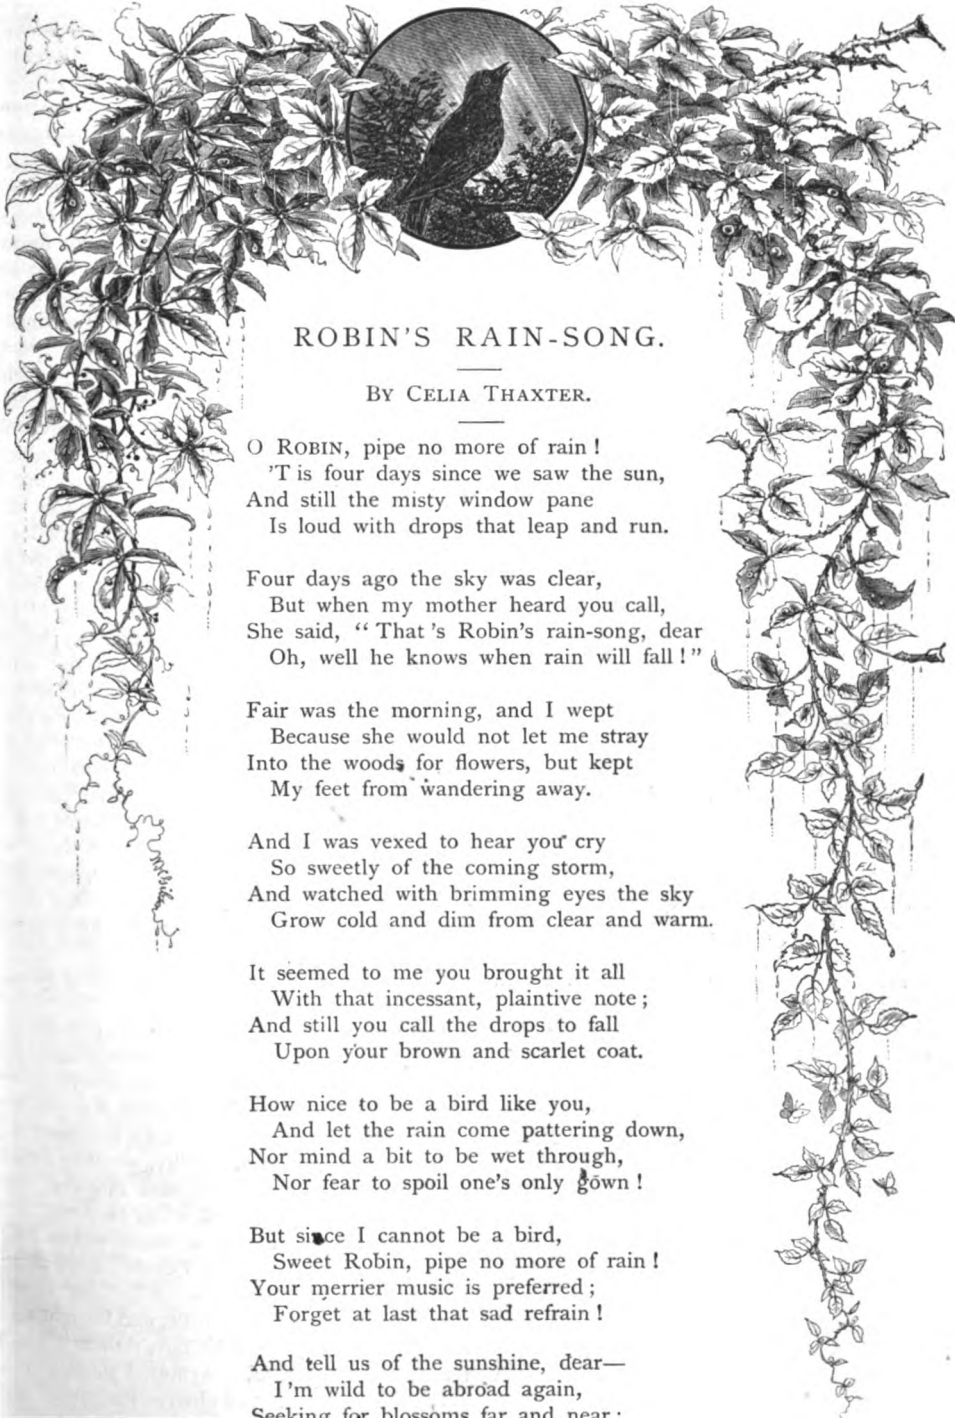 ROBIN'S RAIN-SONG.
BY CELIA THAXTER.
O ROBIN, pipe no more of rain !
'T is four days since we saw the sun,
And still the misty window pane
Is loud with drops that leap and run.
Four days ago the sky was clear,
But when my mother heard you call,
She said, “ That 's Robin's rain-song, dear
Oh, well he knows when rain will fall ! ”
Fair was the morning, and I wept
Because she would not let me stray
Into the woods for flowers, but kept
My feet from wandering away.
And I was vexed to hear your cry
So sweetly of the coming storm,
And watched with brimming eyes the sky
Grow cold and dim from clear and warm.
It seemed to me you brought it all
With that incessant, plaintive note ;
And still you call the drops to fall
Upon your brown and scarlet coat.
How nice to be a bird like you,
And let the rain come pattering down,
Nor mind a bit to be wet through,
Nor fear to spoil one's only gown !
But since I cannot be a bird,
Sweet Robin, pipe no more of rain !
Your merrier music is preferred ;
Forget at last that sad refrain !
And tell us of the sunshine, dear—
I 'm wild to be abroad again,
Seeking for blossoms far and near ;